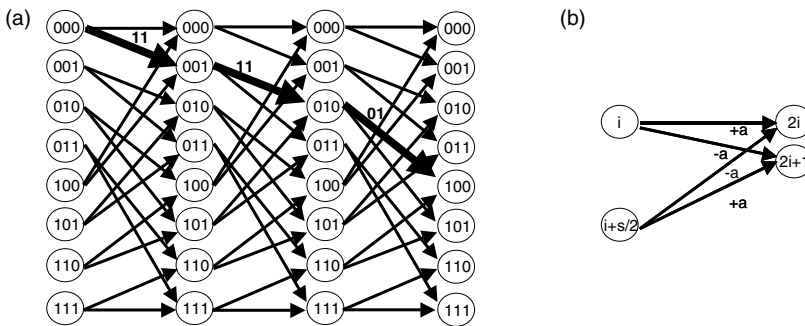 (a)
(b)
000 000 000 000
11
001 001 001 001
11
010 010 010 010
01
011 011 011 011
100 100 100 100
101 101 101 101
110 110 110 110
111 111 111 111
i +a 2i
-a 2i+1
-a
+a
i+s/2